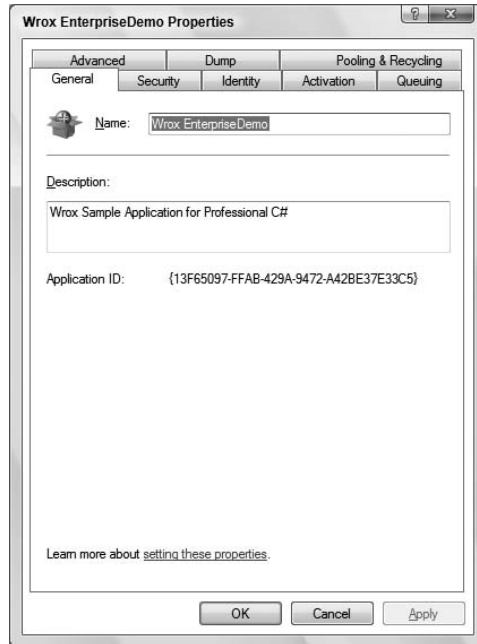 Wrox EnterpriseDemo Properties
Advanced Dump Pooling & Recycling
General Security Identity Activation Queuing
Name: Wrox EnterpriseDemo
Description:
Wrox Sample Application for Professional C#
Application ID: {13F65097-FFAB-429A-9472-A42BE37E33C5}
Learn more about setting these properties.
OK Cancel Apply